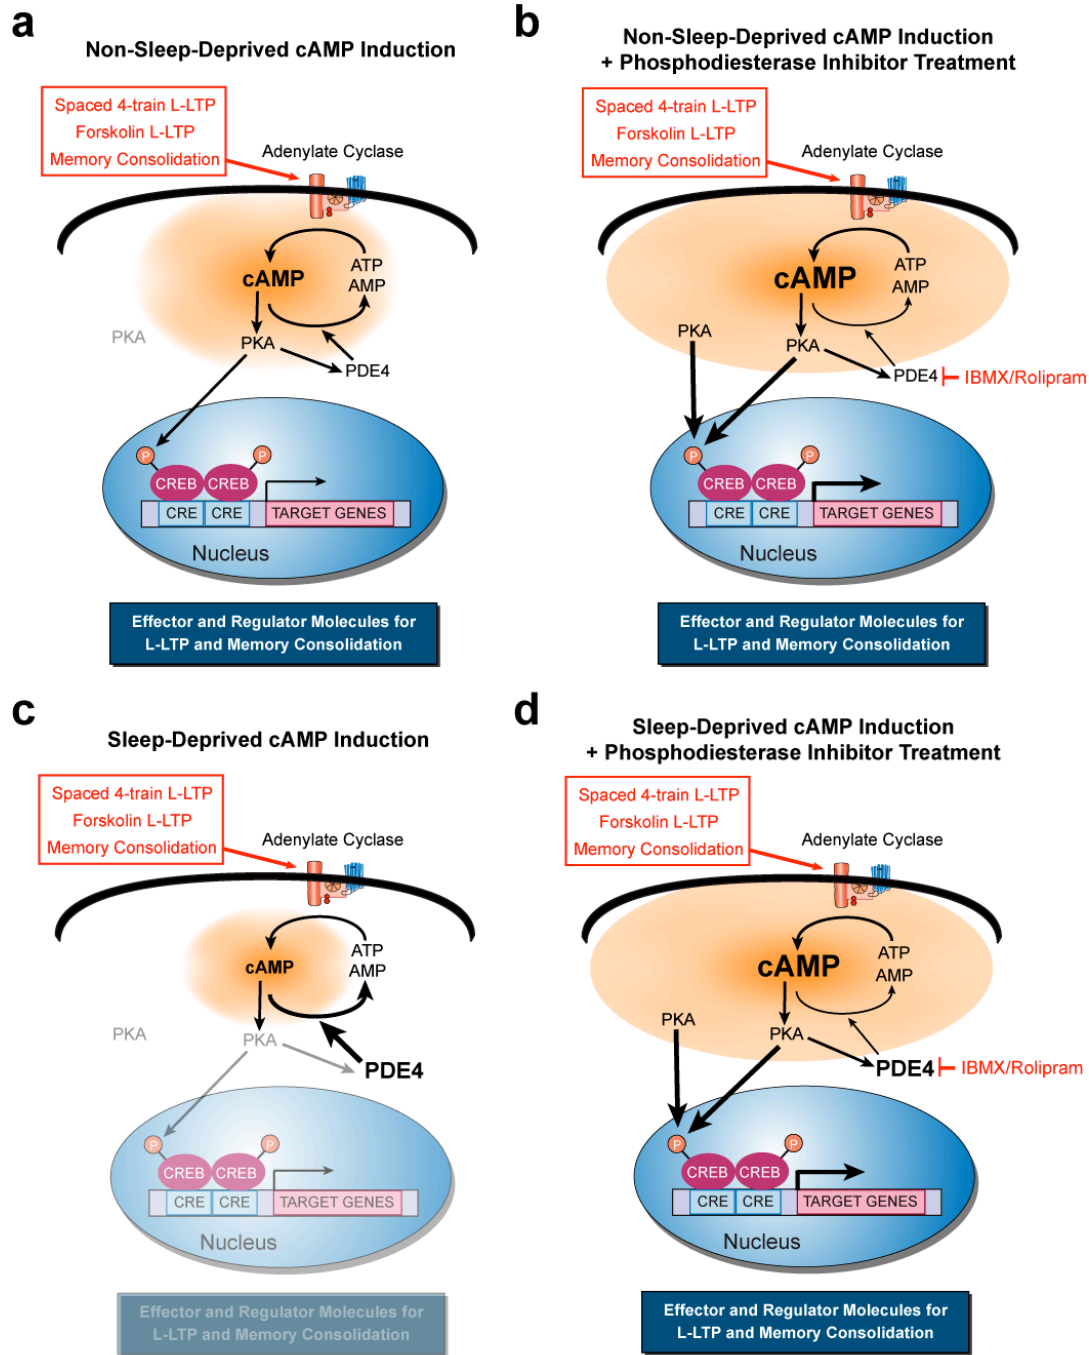 a
Non-Sleep-Deprived cAMP Induction
Spaced 4-train L-LTP
Forskolin L-LTP
Memory Consolidation
Adenylate Cyclase
ATP
cAMP
AMP
PKA
PKA
PDE4
P
P
CREB
CREB
CRE
CRE
TARGET GENES
Nucleus
Effector and Regulator Molecules for
L-LTP and Memory Consolidation
b
Non-Sleep-Deprived cAMP Induction
+ Phosphodiesterase Inhibitor Treatment
Spaced 4-train L-LTP
Forskolin L-LTP
Memory Consolidation
Adenylate Cyclase
ATP
cAMP
AMP
PKA
PKA
PDE4
IBMX/Rolipram
P
P
CREB
CREB
CRE
CRE
TARGET GENES
Nucleus
Effector and Regulator Molecules for
L-LTP and Memory Consolidation
c
Sleep-Deprived cAMP Induction
Spaced 4-train L-LTP
Forskolin L-LTP
Memory Consolidation
Adenylate Cyclase
ATP
cAMP
AMP
PKA
PKA
PDE4
P
P
CREB
CREB
CRE
CRE
TARGET GENES
Nucleus
Effector and Regulator Molecules for
L-LTP and Memory Consolidation
d
Sleep-Deprived cAMP Induction
+ Phosphodiesterase Inhibitor Treatment
Spaced 4-train L-LTP
Forskolin L-LTP
Memory Consolidation
Adenylate Cyclase
ATP
cAMP
AMP
PKA
PKA
PDE4
IBMX/Rolipram
P
P
CREB
CREB
CRE
CRE
TARGET GENES
Nucleus
Effector and Regulator Molecules for
L-LTP and Memory Consolidation